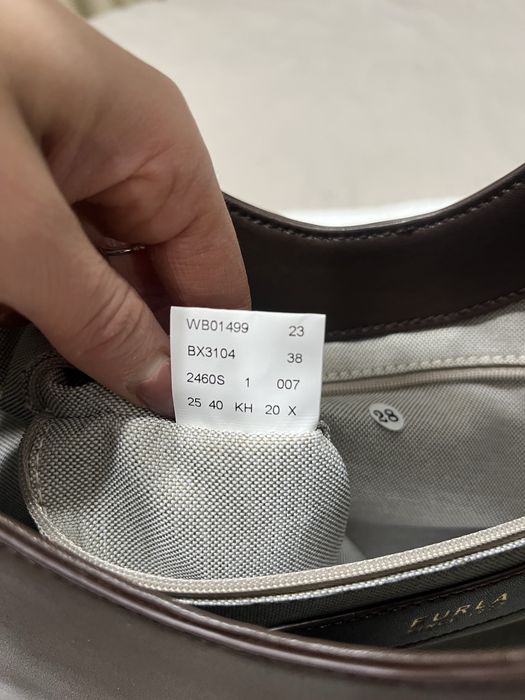 WB01499 23
BX3104 38
2460S 1 007
25 40 KH 20 X
28
FURLA